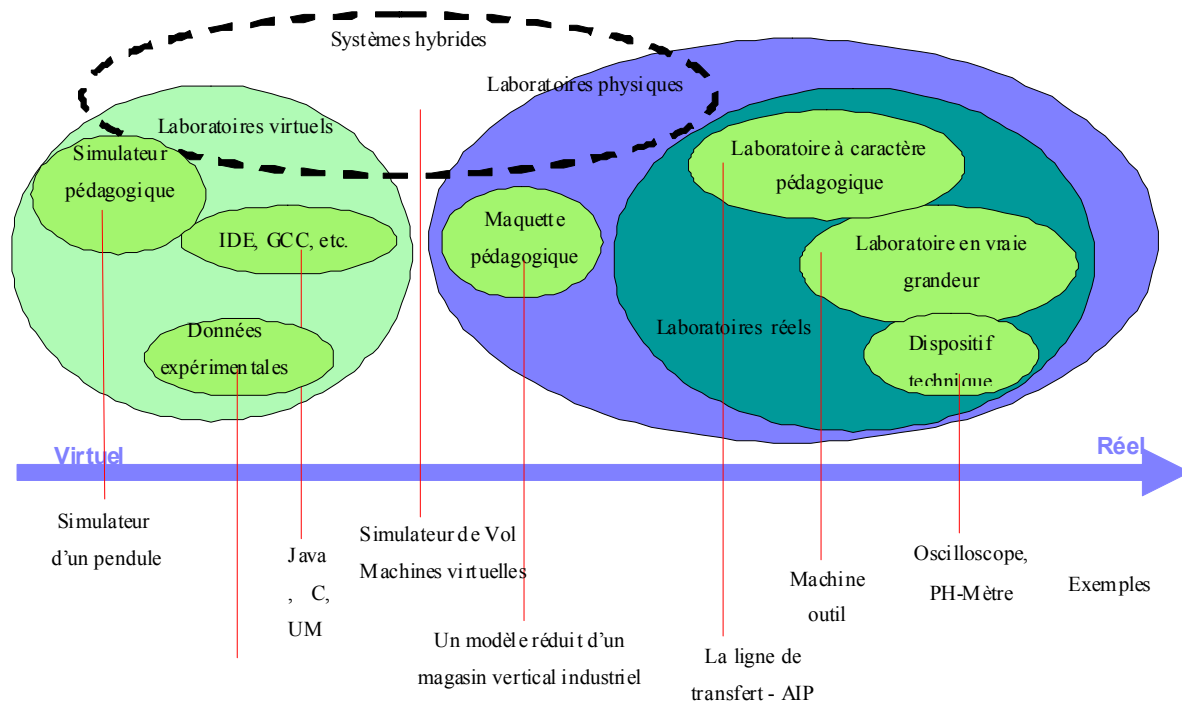 Systèmes hybrides
Laboratoires physiques
Laboratoires virtuels
Simulateur
pédagogique
IDE, GCC, etc.
Données
expérimentales
Maquette
pédagogique
Laboratoire à caractère
pédagogique
Laboratoire en vraie
grandeur
Laboratoires réels
Dispositif
technique
Virtuel
Réel
Simulateur
d'un pendule
Java
, C,
UM
Simulateur de Vol
Machines virtuelles
Un modèle réduit d'un
magasin vertical industriel
La ligne de
transfert - AIP
Machine
outil
Oscilloscope,
PH-Mètre
Exemples